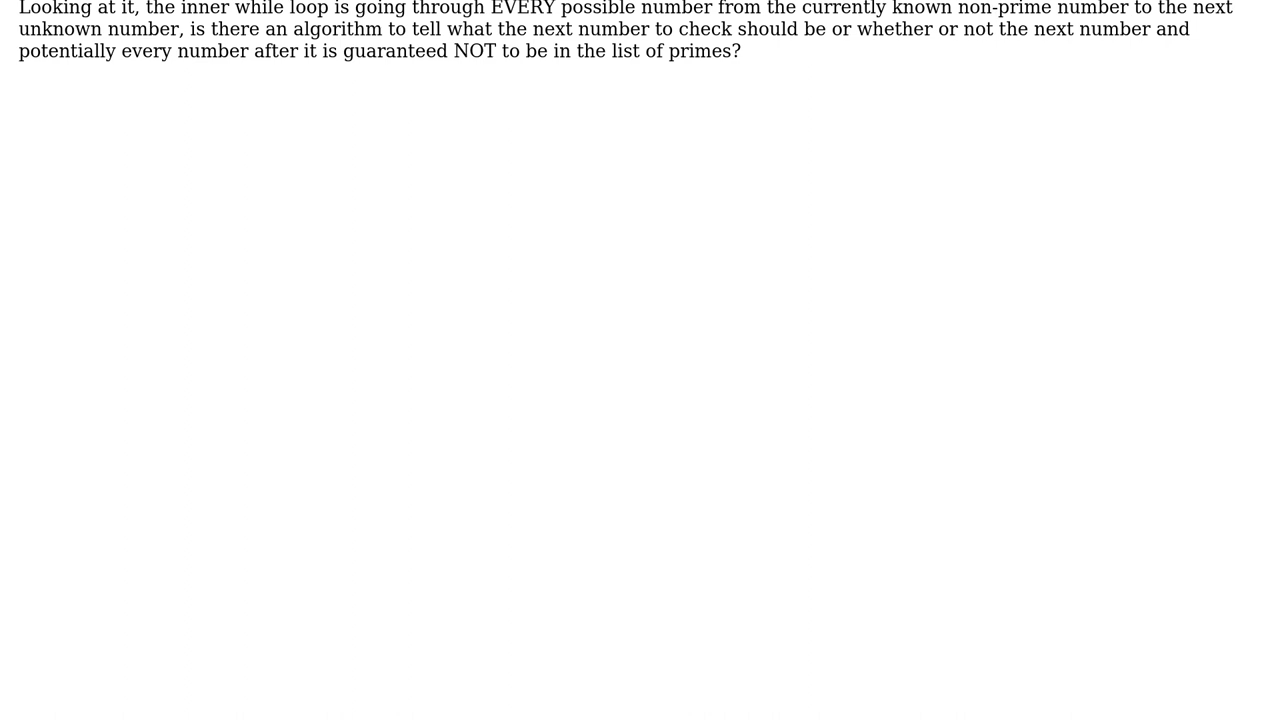 Looking at it, the inner while loop is going through EVERY possible number from the currently known non-prime number to the next
unknown number, is there an algorithm to tell what the next number to check should be or whether or not the next number and
potentially every number after it is guaranteed NOT to be in the list of primes?